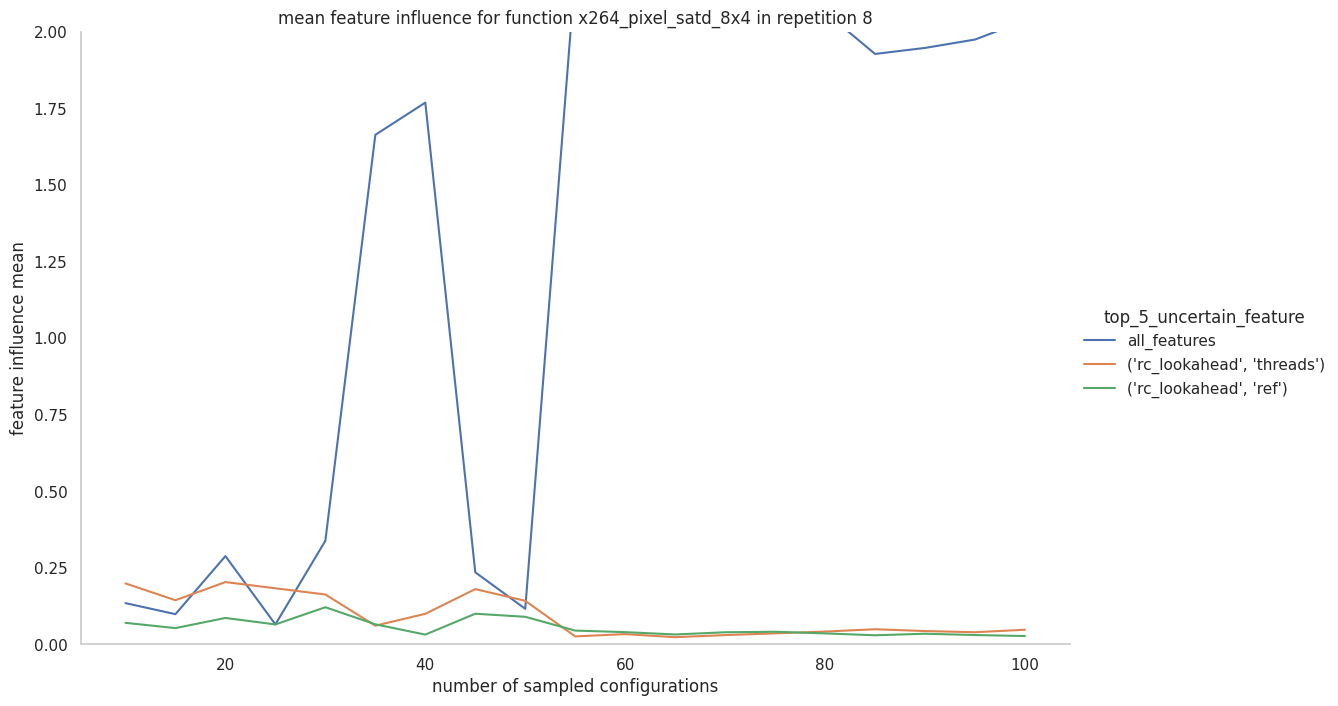 mean feature influence for function x264_pixel_satd_8x4 in repetition 8
2.00
1.75
1.50
1.25
1.00
0.75
0.50
0.25
0.00
feature influence mean
20
40
60
80
100
number of sampled configurations
top_5_uncertain_feature
all_features
('rc_lookahead', 'threads')
('rc_lookahead', 'ref')